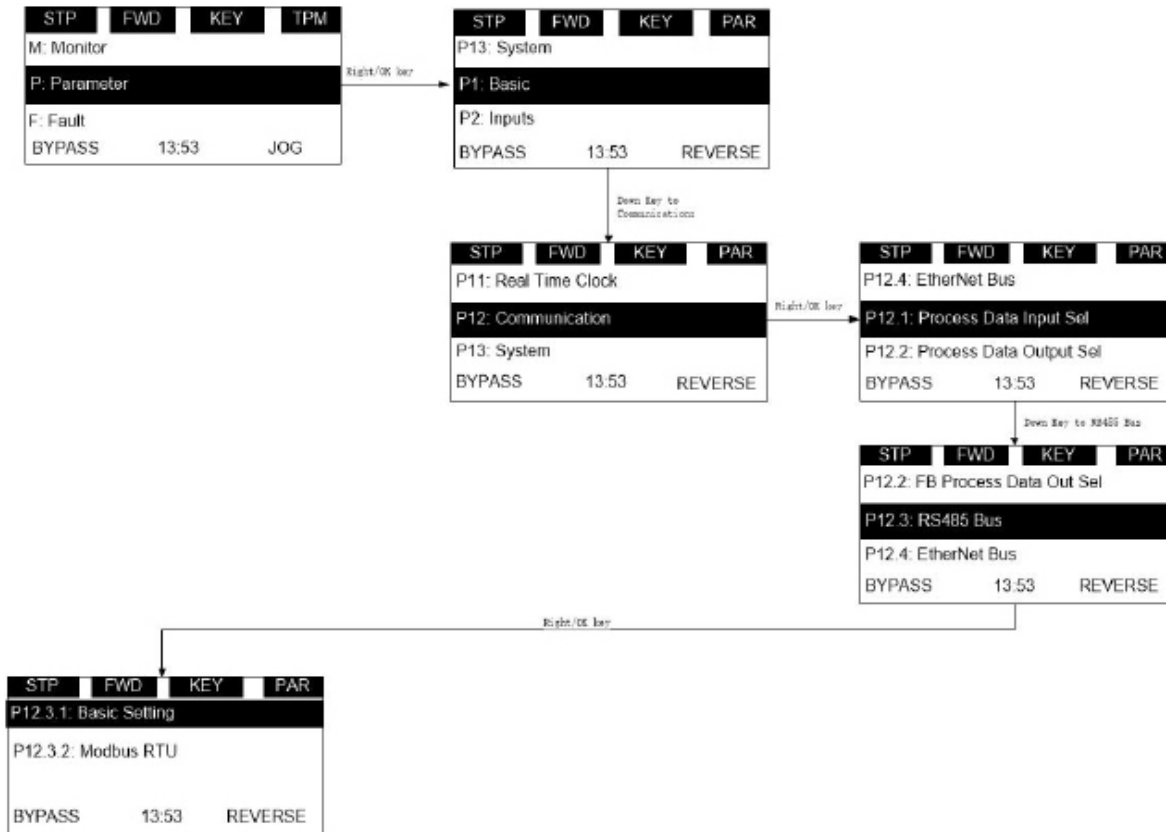 STP FWD KEY TPM
M: Monitor
P: Parameter
F: Fault
BYPASS 13:53 JOG
Right/OK key
STP FWD KEY PAR
P13: System
P1: Basic
P2: Inputs
BYPASS 13:53 REVERSE
Down Key to
Communications
STP FWD KEY PAR
P11: Real Time Clock
P12: Communication
P13: System
BYPASS 13:53 REVERSE
Right/OK key
STP FWD KEY PAR
P12.4: EtherNet Bus
P12.1: Process Data Input Sel
P12.2: Process Data Output Sel
BYPASS 13:53 REVERSE
Down Key to RS485 Bus
STP FWD KEY PAR
P12.2: FB Process Data Out Sel
P12.3: RS485 Bus
P12.4: EtherNet Bus
BYPASS 13:53 REVERSE
Right/OK key
STP FWD KEY PAR
P12.3.1: Basic Setting
P12.3.2: Modbus RTU
BYPASS 13:53 REVERSE